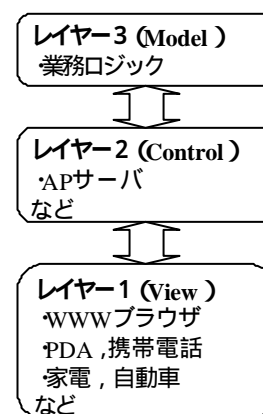 レイヤー3(Model)
・業務ロジック
レイヤー2(Control)
・APサーバ
など
レイヤー1(View)
・WWWブラウザ
・PDA,携帯電話
・家電,自動車
など